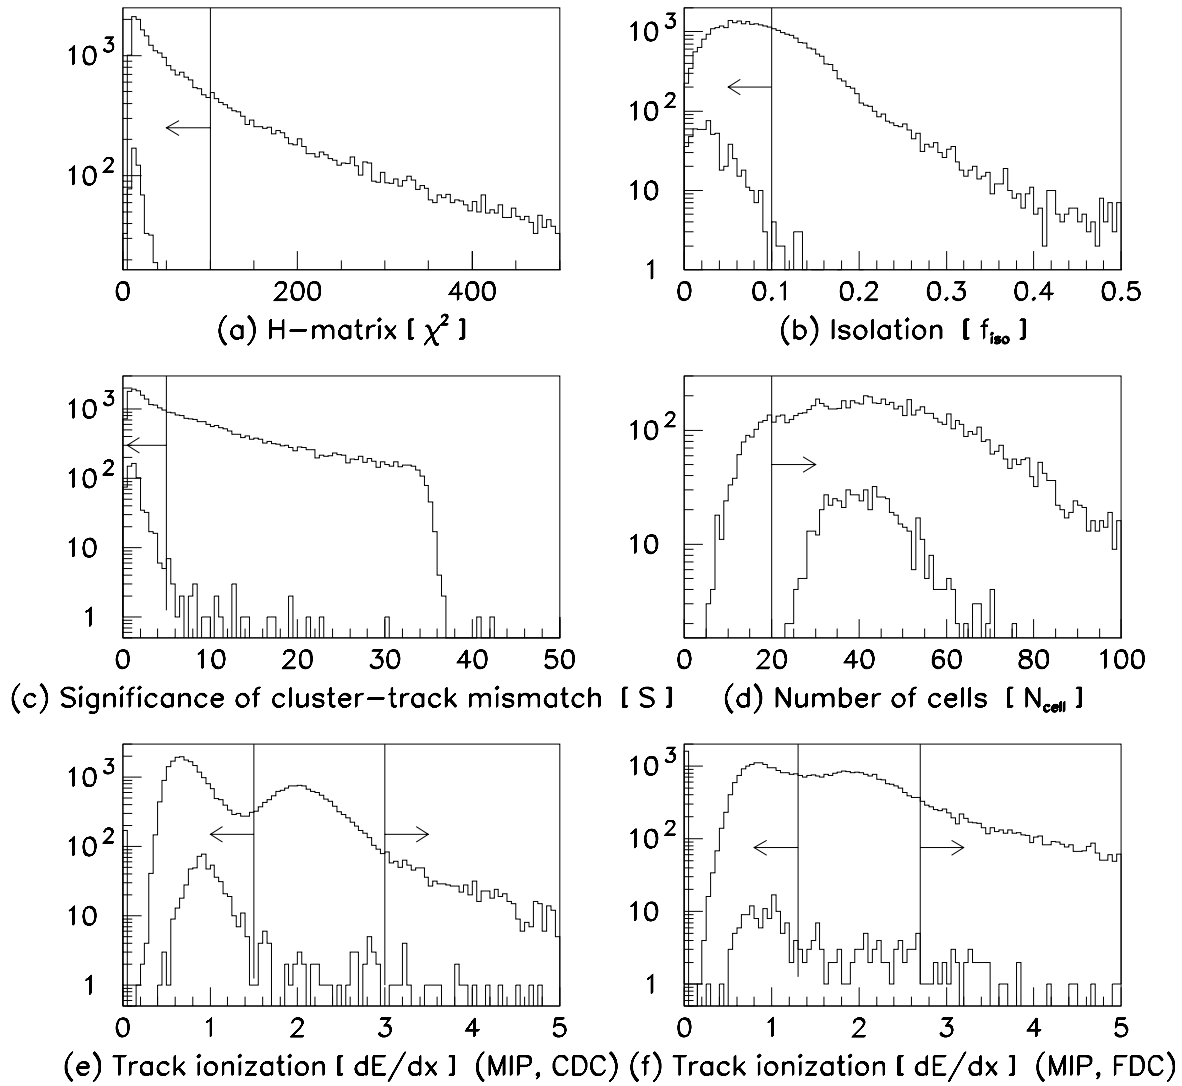 10³
10²
0 200 400
(a) H−matrix [ χ² ]
10³
10²
10
1
0 0.1 0.2 0.3 0.4 0.5
(b) Isolation [ f_iso ]
10³
10²
10
1
0 10 20 30 40 50
(c) Significance of cluster−track mismatch [ S ]
10²
10
0 20 40 60 80 100
(d) Number of cells [ N_cell ]
10³
10²
10
1
0 1 2 3 4 5
(e) Track ionization [ dE/dx ] (MIP, CDC)
10³
10²
10
1
0 1 2 3 4 5
(f) Track ionization [ dE/dx ] (MIP, FDC)